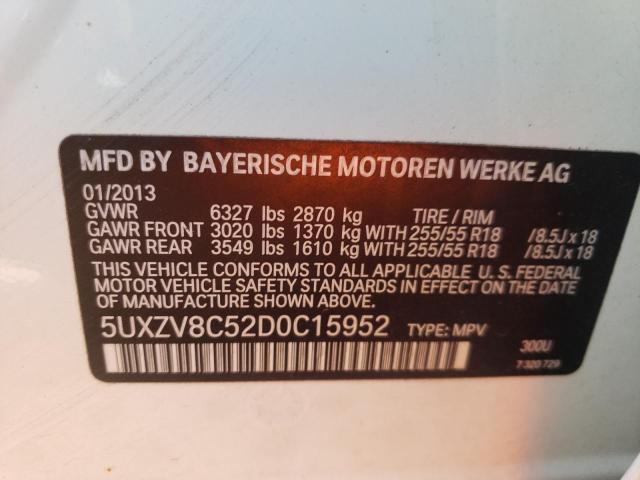 MFD BY BAYERISCHE MOTOREN WERKE AG
01/2013
GVWR 6327 lbs 2870 kg TIRE / RIM
GAWR FRONT 3020 lbs 1370 kg WITH 255/55 R18 /8.5J x 18
GAWR REAR 3549 lbs 1610 kg WITH 255/55 R18 /8.5J x 18
THIS VEHICLE CONFORMS TO ALL APPLICABLE U. S. FEDERAL
MOTOR VEHICLE SAFETY STANDARDS IN EFFECT ON THE DATE
OF MANUFACTURE SHOWN ABOVE.
5UXZV8C52D0C15952 TYPE: MPV
300U
7 320 729